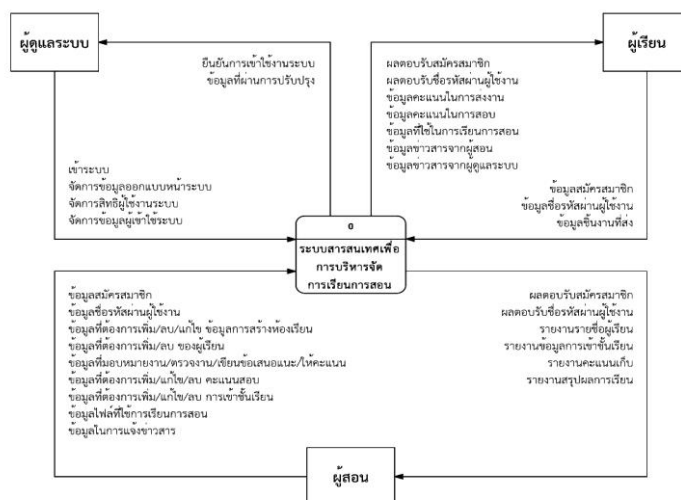 ผู้ดูแลระบบ
ผู้เรียน
ยืนยันการเข้าใช้งานระบบ
ข้อมูลที่ผ่านการปรับปรุง
ผลตอบรับสมัครสมาชิก
ผลตอบรับชื่อรหัสผ่านผู้ใช้งาน
ข้อมูลคะแนนในการส่งงาน
ข้อมูลคะแนนในการสอบ
ข้อมูลที่ใช้ในการเรียนการสอน
ข้อมูลข่าวสารจากผู้สอน
ข้อมูลข่าวสารจากผู้ดูแลระบบ
เข้าระบบ
จัดการข้อมูลออกแบบหน้าระบบ
จัดการสิทธิผู้ใช้งานระบบ
จัดการข้อมูลผู้เข้าใช้ระบบ
ข้อมูลสมัครสมาชิก
ข้อมูลชื่อรหัสผ่านผู้ใช้งาน
ข้อมูลชิ้นงานที่ส่ง
0
ระบบสารสนเทศเพื่อ
การบริหารจัด
การเรียนการสอน
ข้อมูลสมัครสมาชิก
ข้อมูลชื่อรหัสผ่านผู้ใช้งาน
ข้อมูลที่ต้องการเพิ่ม/ลบ/แก้ไข ข้อมูลการสร้างห้องเรียน
ข้อมูลที่ต้องการเพิ่ม/ลบ ของผู้เรียน
ข้อมูลที่มอบหมายงาน/ตรวจงาน/เขียนข้อเสนอแนะ/ให้คะแนน
ข้อมูลที่ต้องการเพิ่ม/แก้ไข/ลบ คะแนนสอบ
ข้อมูลที่ต้องการเพิ่ม/แก้ไข/ลบ การเข้าชั้นเรียน
ข้อมูลไฟล์ที่ใช้การเรียนการสอน
ข้อมูลในการแจ้งข่าวสาร
ผลตอบรับสมัครสมาชิก
ผลตอบรับชื่อรหัสผ่านผู้ใช้งาน
รายงานรายชื่อผู้เรียน
รายงานข้อมูลการเขาชั้นเรียน
รายงานคะแนนเก็บ
รายงานสรุปผลการเรียน
ผู้สอน